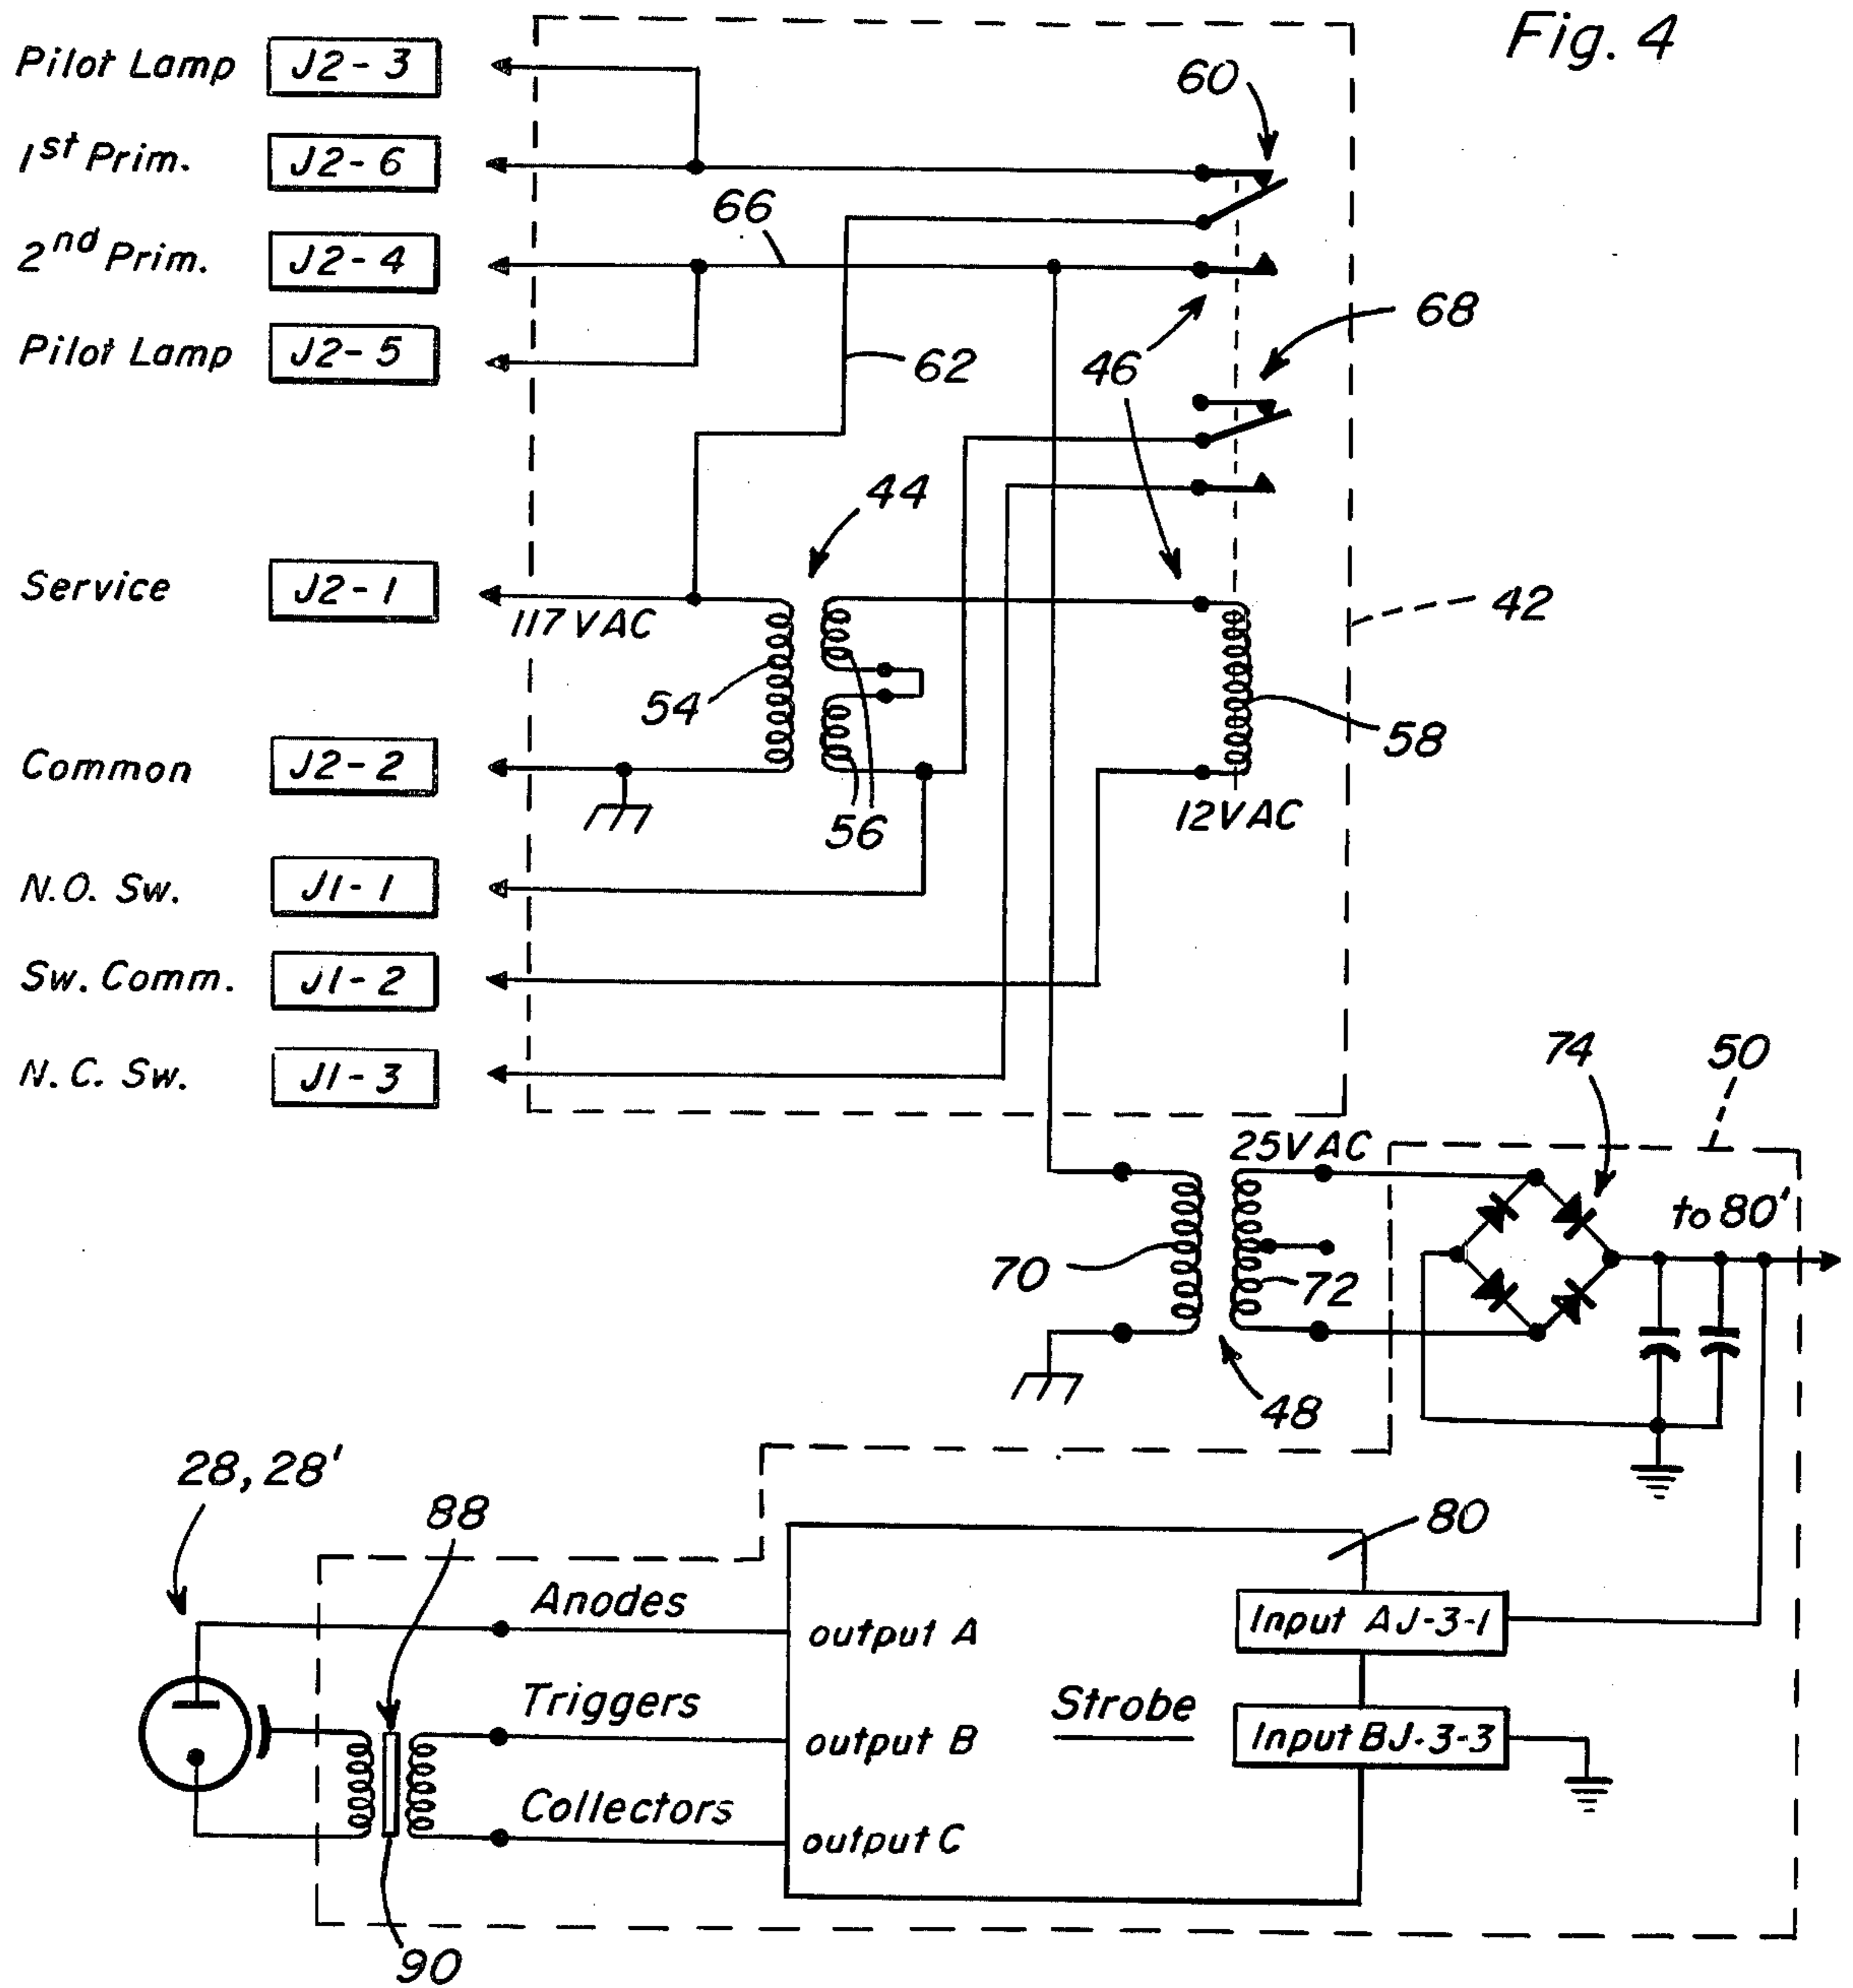 Fig. 4
Pilot Lamp J2-3
60
1st Prim. J2-6
66
2nd Prim. J2-4
68
Pilot Lamp J2-5
62
46
44
Service J2-1
117 VAC
42
54
58
Common J2-2
12VAC
56
N.O. Sw. J1-1
Sw. Comm. J1-2
74
50
N.C. Sw. J1-3
25VAC
to 80'
70
72
48
28, 28'
88
80
Anodes
output A
Input AJ-3-1
Triggers
Strobe
output B
Input BJ-3-3
Collectors
output C
90